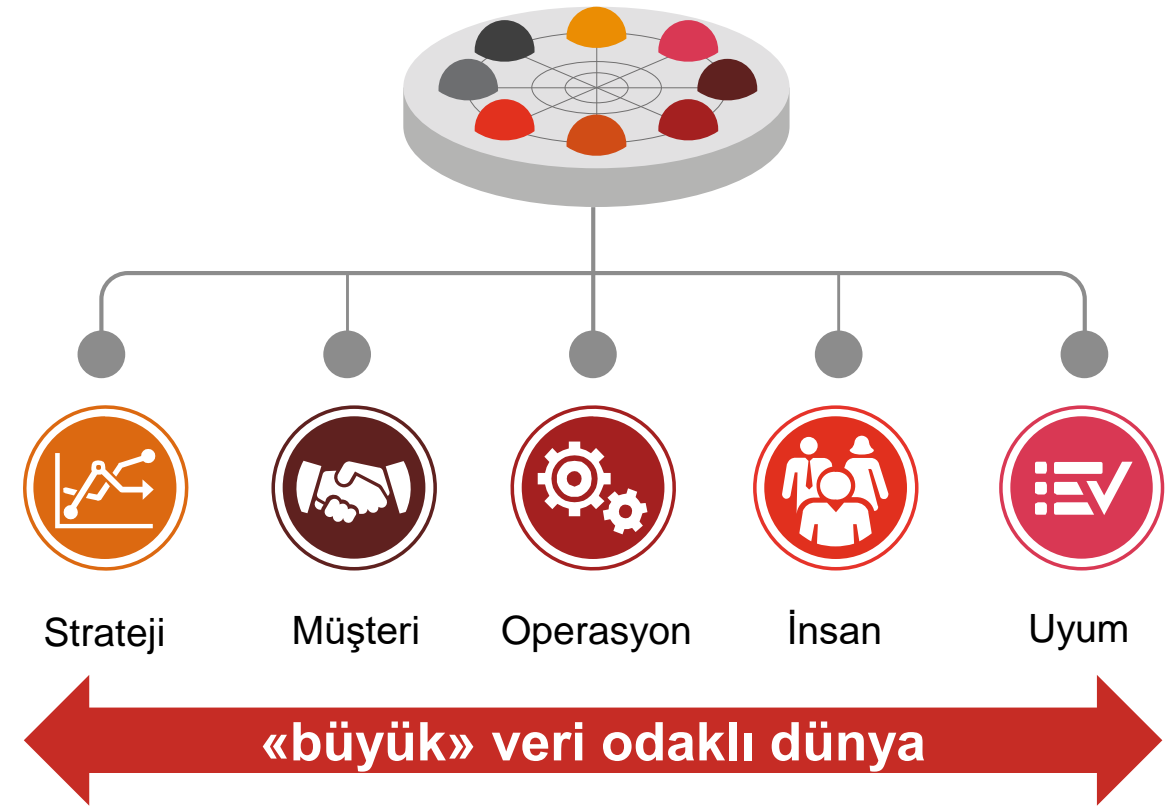 Strateji
Müşteri
Operasyon
İnsan
Uyum
«büyük» veri odaklı dünya